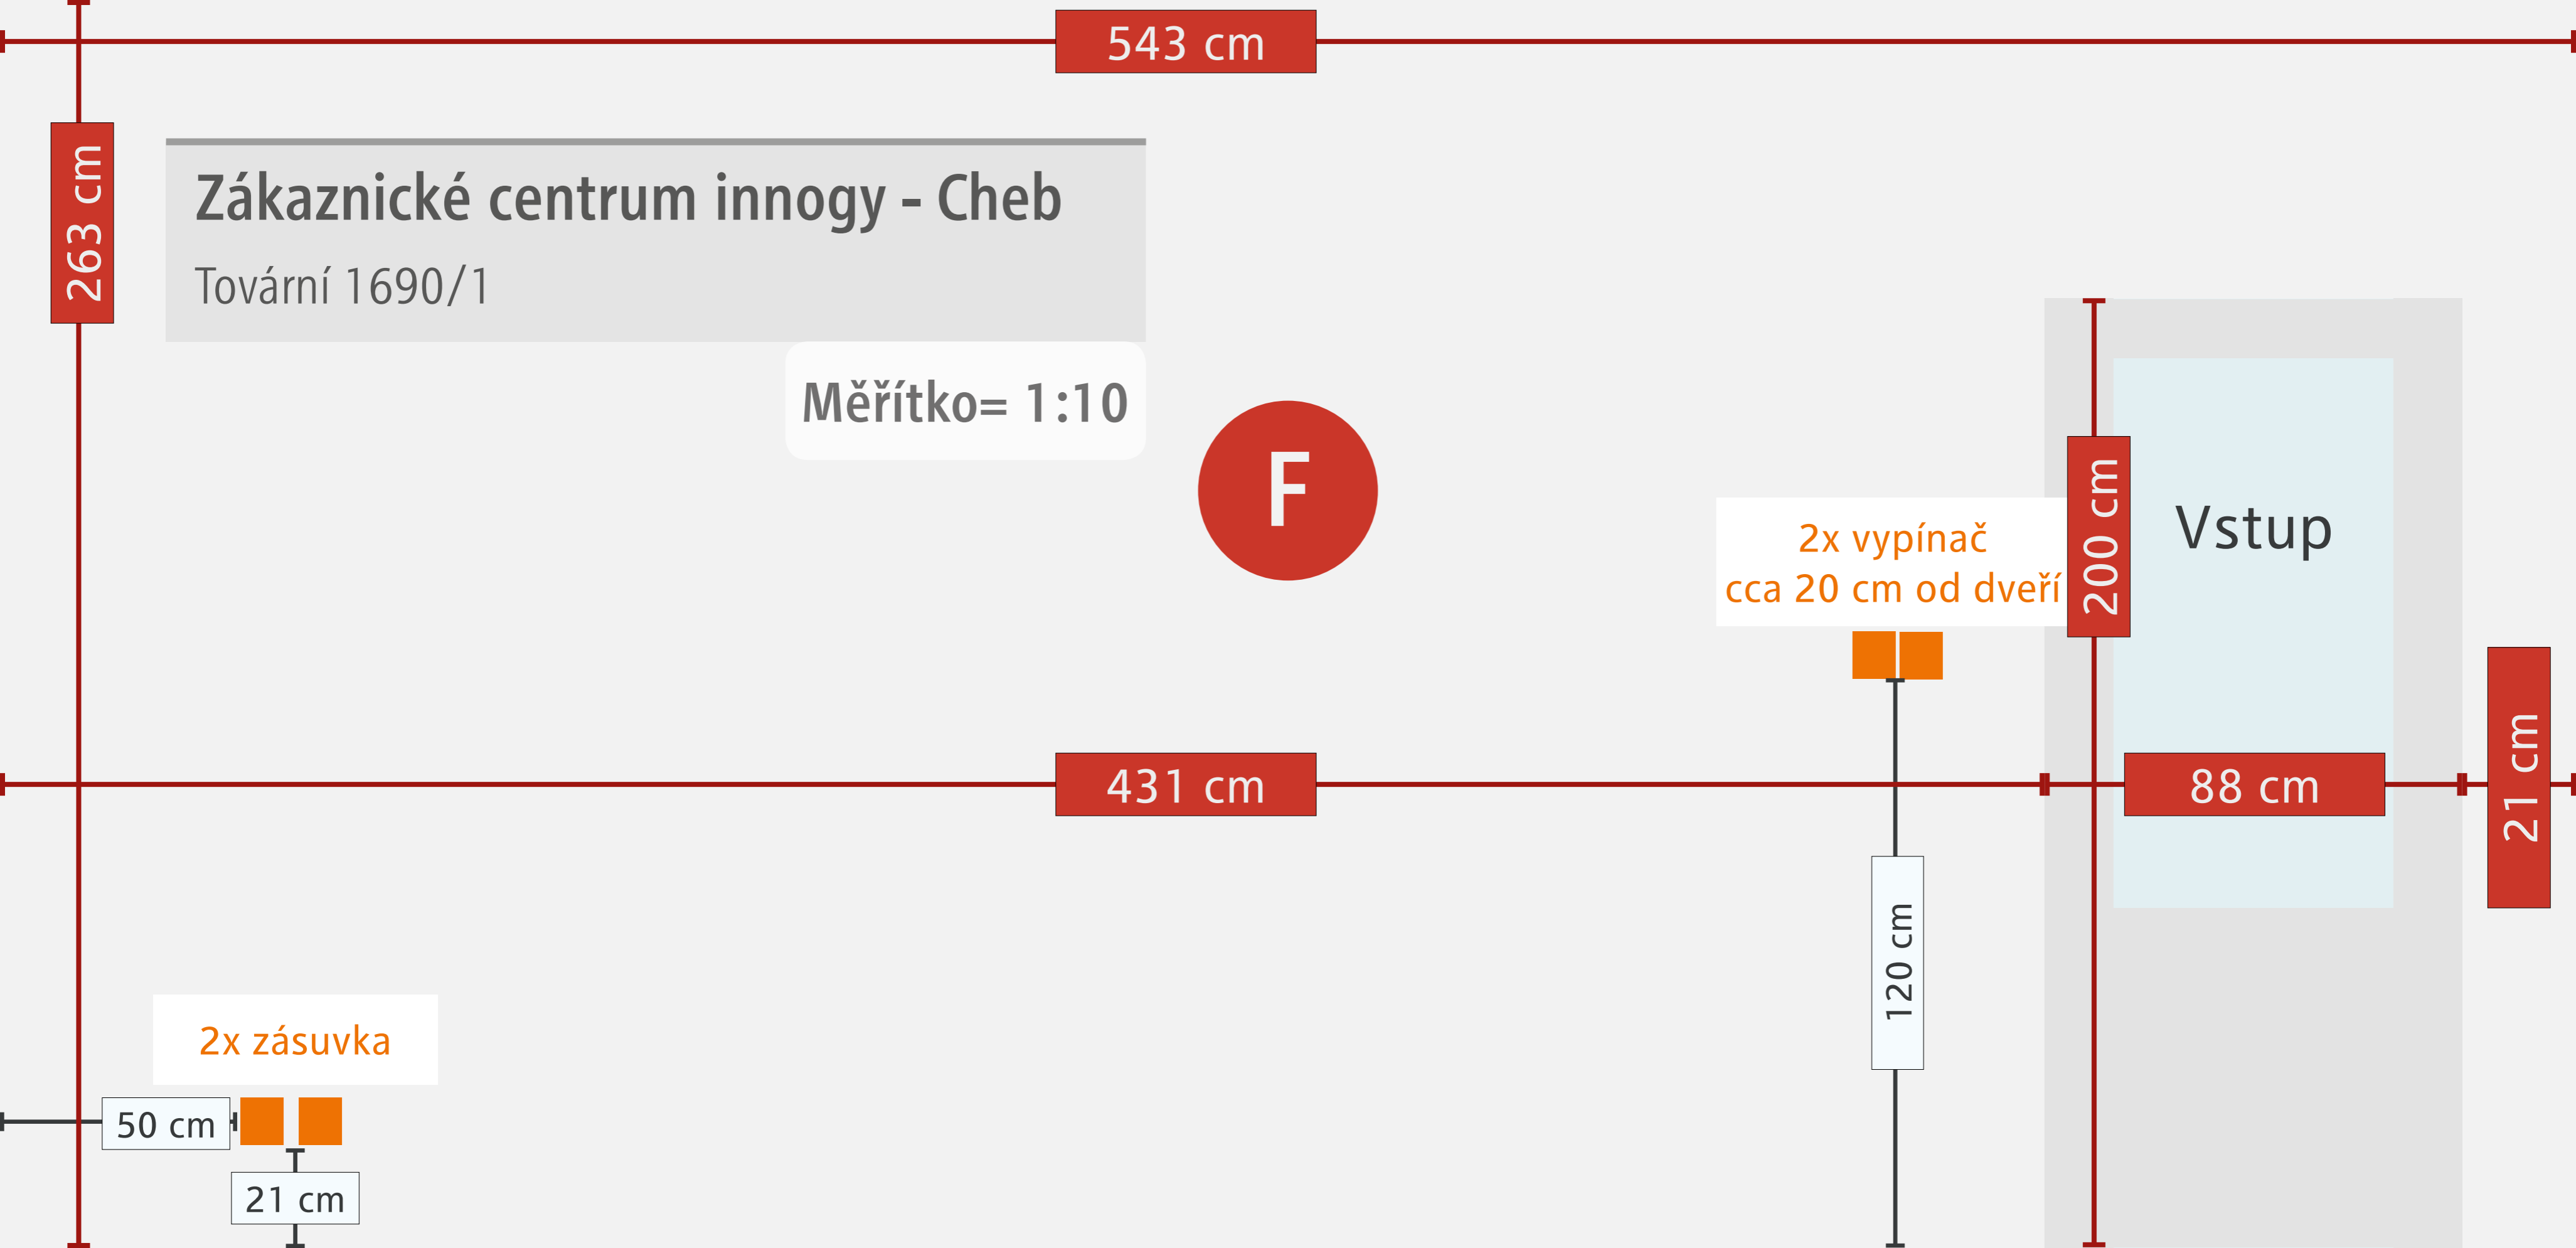 543 cm
263 cm
Zákaznické centrum innogy - Cheb
Tovární 1690/1
Měřítko= 1:10
F
2x vypínač
cca 20 cm od dveří
200 cm
Vstup
431 cm
88 cm
21 cm
120 cm
2x zásuvka
50 cm
21 cm